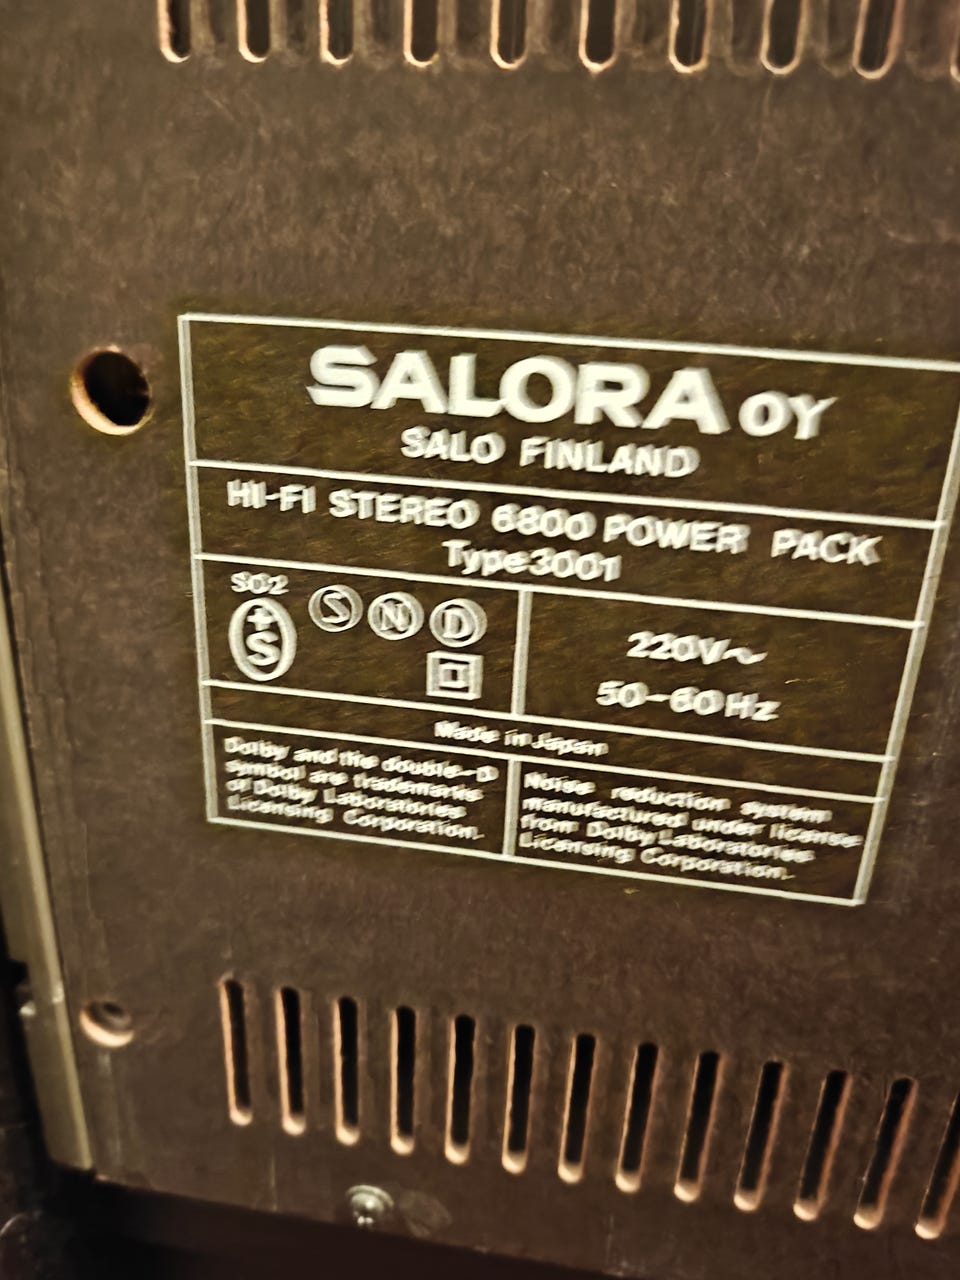 SALORA OY
SALO FINLAND
HI-FI STEREO 6800 POWER PACK
Type 3001
S02
+S
S N D
220V~
50-60Hz
Made in Japan
Dolby and the double-D
symbol are trademarks
of Dolby Laboratories
Licensing Corporation.
Noise reduction system
manufactured under license
from Dolby Laboratories
Licensing Corporation.